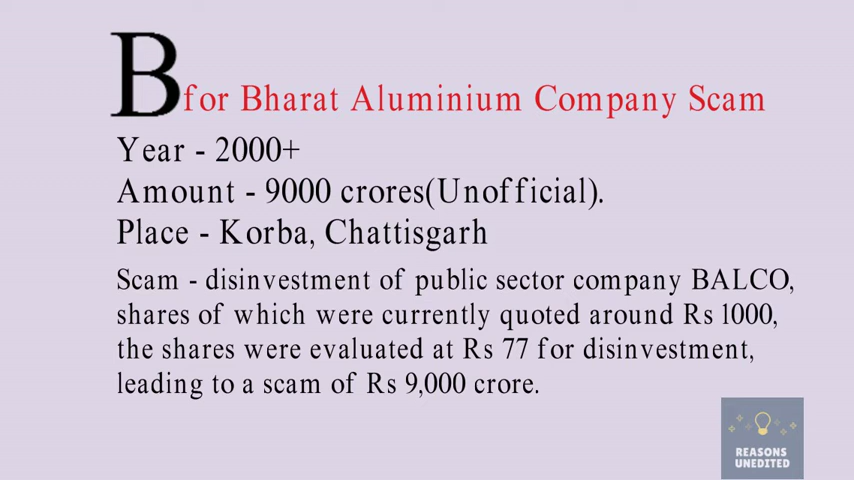 B for Bharat Aluminium Company Scam
Year - 2000+
Amount - 9000 crores(Unofficial).
Place - Korba, Chattisgarh
Scam - disinvestment of public sector company BALCO,
shares of which were currently quoted around Rs 1000,
the shares were evaluated at Rs 77 for disinvestment,
leading to a scam of Rs 9,000 crore.
REASONS
UNEDITED